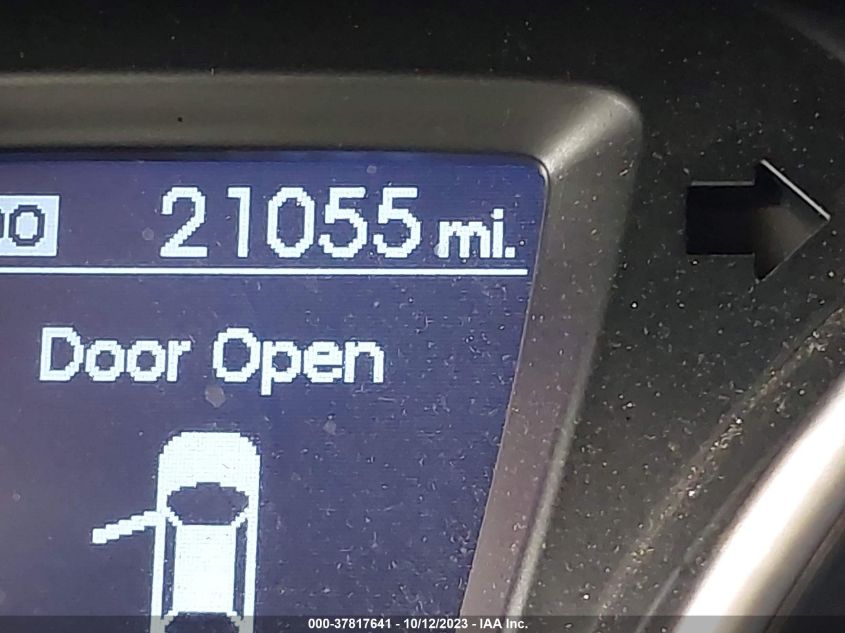 21055 mi.
Door Open
000-37817641 - 10/12/2023 - IAA Inc.